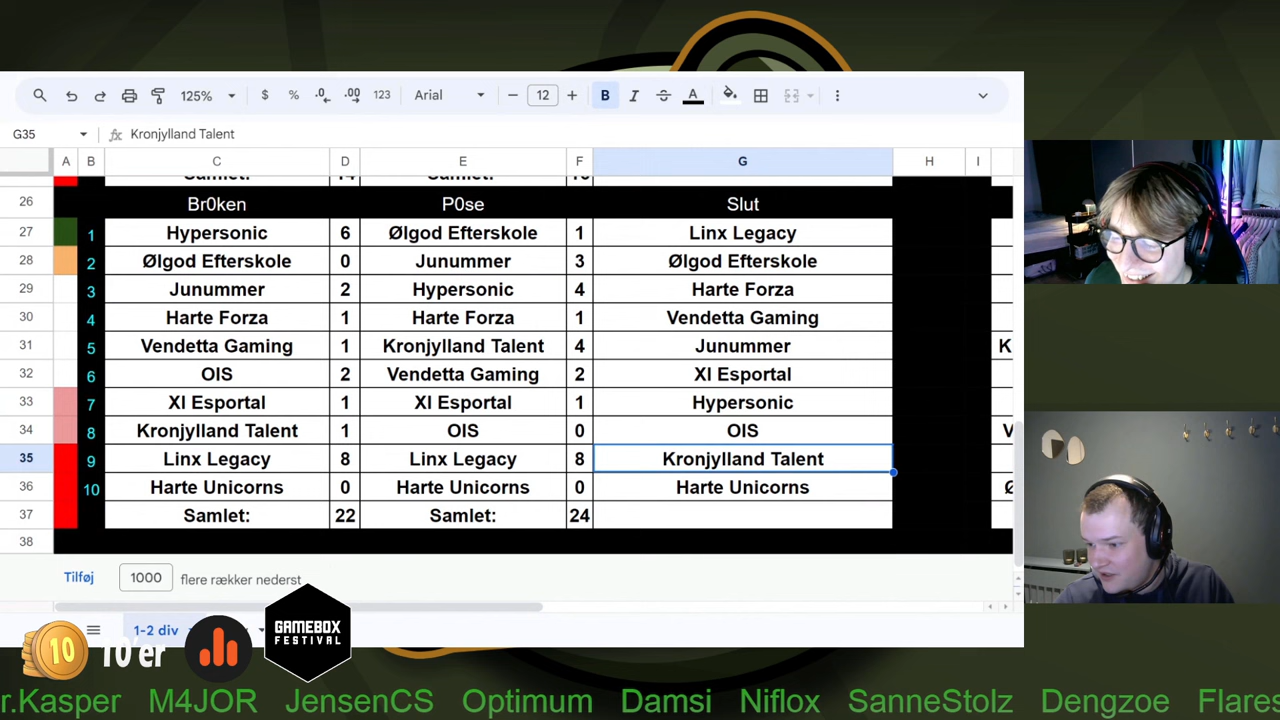 125% $ % .0 .00 123 Arial − 12 + B I S A
G35 fx Kronjylland Talent
A B C D E F G H I
Samlet: 14 Samlet:
26 Br0ken P0se Slut
27 1 Hypersonic 6 Ølgod Efterskole 1 Linx Legacy
28 2 Ølgod Efterskole 0 Junummer 3 Ølgod Efterskole
29 3 Junummer 2 Hypersonic 4 Harte Forza
30 4 Harte Forza 1 Harte Forza 1 Vendetta Gaming
31 5 Vendetta Gaming 1 Kronjylland Talent 4 Junummer K
32 6 OIS 2 Vendetta Gaming 2 XI Esportal
33 7 XI Esportal 1 XI Esportal 1 Hypersonic
34 8 Kronjylland Talent 1 OIS 0 OIS V
35 9 Linx Legacy 8 Linx Legacy 8 Kronjylland Talent
36 10 Harte Unicorns 0 Harte Unicorns 0 Harte Unicorns
37 Samlet: 22 Samlet: 24
38
Tilføj 1000 flere rækker nederst
1-2 div
10 10'er GAMEBOX
FESTIVAL
r.Kasper M4JOR JensenCS Optimum Damsi Niflox SanneStolz Dengzoe Flares